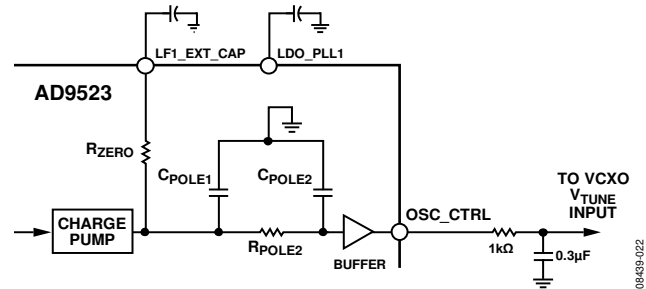 LF1_EXT_CAP
LDO_PLL1
AD9523
RZERO
CPOLE1
CPOLE2
TO VCXO
VTUNE
INPUT
OSC_CTRL
CHARGE
PUMP
RPOLE2
BUFFER
1kΩ
0.3µF
08439-022